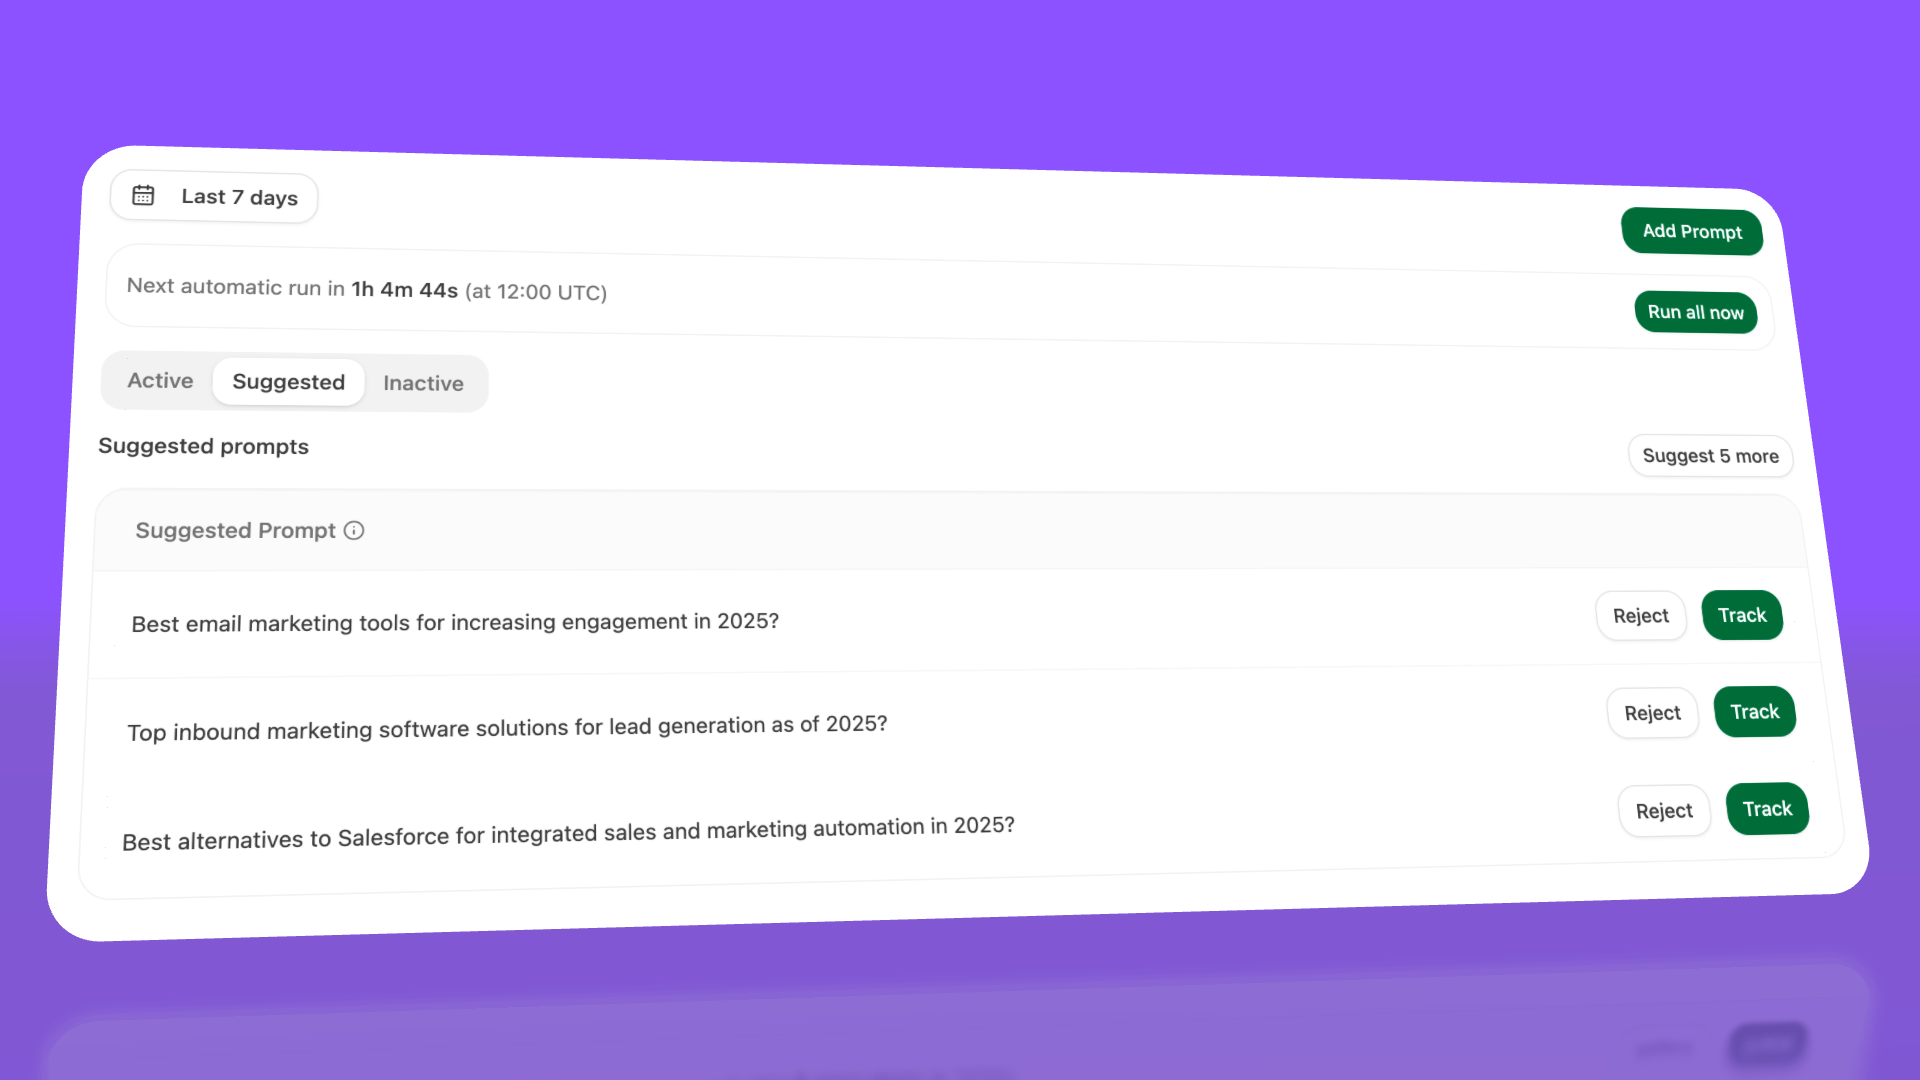 Last 7 days
Add Prompt
Next automatic run in 1h 4m 44s (at 12:00 UTC)
Run all now
Active
Suggested
Inactive
Suggested prompts
Suggest 5 more
Suggested Prompt
Best email marketing tools for increasing engagement in 2025?
Reject
Track
Top inbound marketing software solutions for lead generation as of 2025?
Reject
Track
Best alternatives to Salesforce for integrated sales and marketing automation in 2025?
Reject
Track